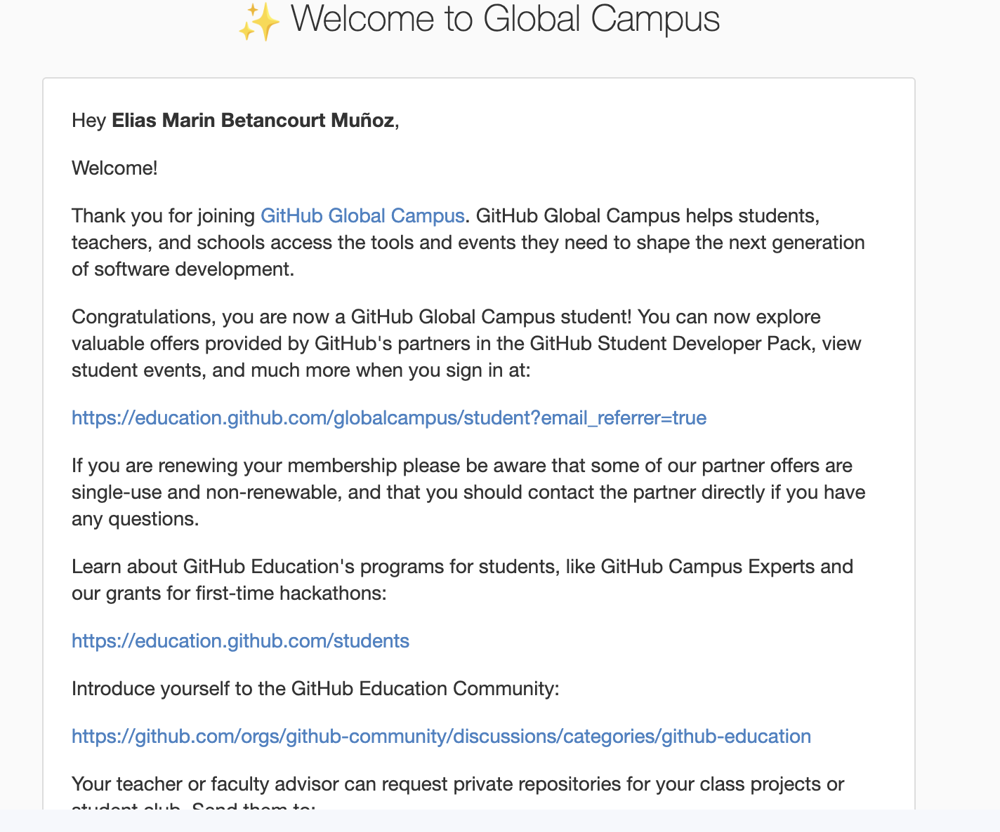 ✨ Welcome to Global Campus
Hey Elias Marin Betancourt Muñoz,
Welcome!
Thank you for joining GitHub Global Campus. GitHub Global Campus helps students,
teachers, and schools access the tools and events they need to shape the next generation
of software development.
Congratulations, you are now a GitHub Global Campus student! You can now explore
valuable offers provided by GitHub's partners in the GitHub Student Developer Pack, view
student events, and much more when you sign in at:
https://education.github.com/globalcampus/student?email_referrer=true
If you are renewing your membership please be aware that some of our partner offers are
single-use and non-renewable, and that you should contact the partner directly if you have
any questions.
Learn about GitHub Education's programs for students, like GitHub Campus Experts and
our grants for first-time hackathons:
https://education.github.com/students
Introduce yourself to the GitHub Education Community:
https://github.com/orgs/github-community/discussions/categories/github-education
Your teacher or faculty advisor can request private repositories for your class projects or
student club. Send them to: